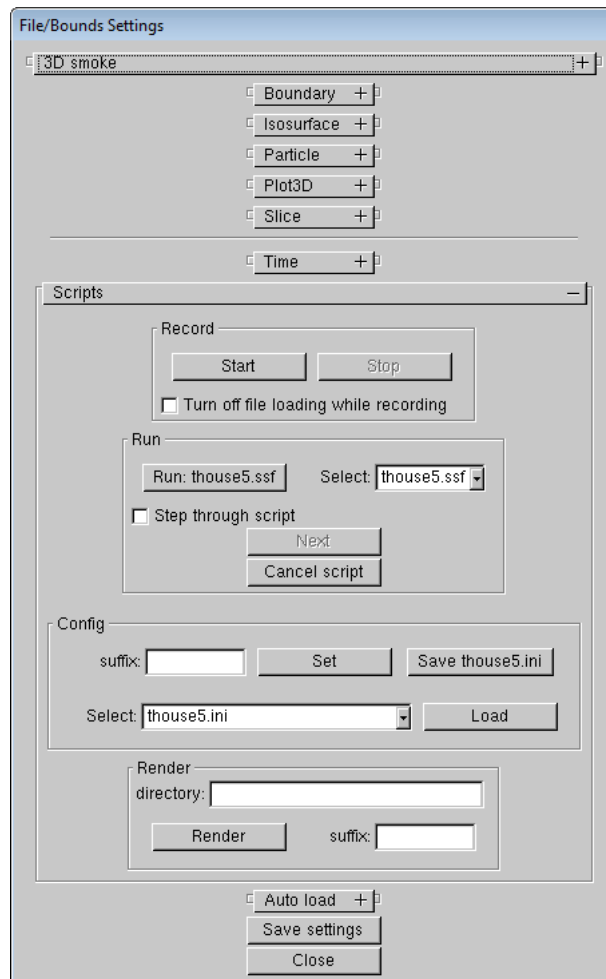 File/Bounds Settings
3D smoke +
Boundary +
Isosurface +
Particle +
Plot3D +
Slice +
Time +
Scripts −
Record
Start Stop
Turn off file loading while recording
Run
Run: thouse5.ssf Select: thouse5.ssf
Step through script
Next
Cancel script
Config
suffix: Set Save thouse5.ini
Select: thouse5.ini Load
Render
directory:
Render suffix:
Auto load +
Save settings
Close